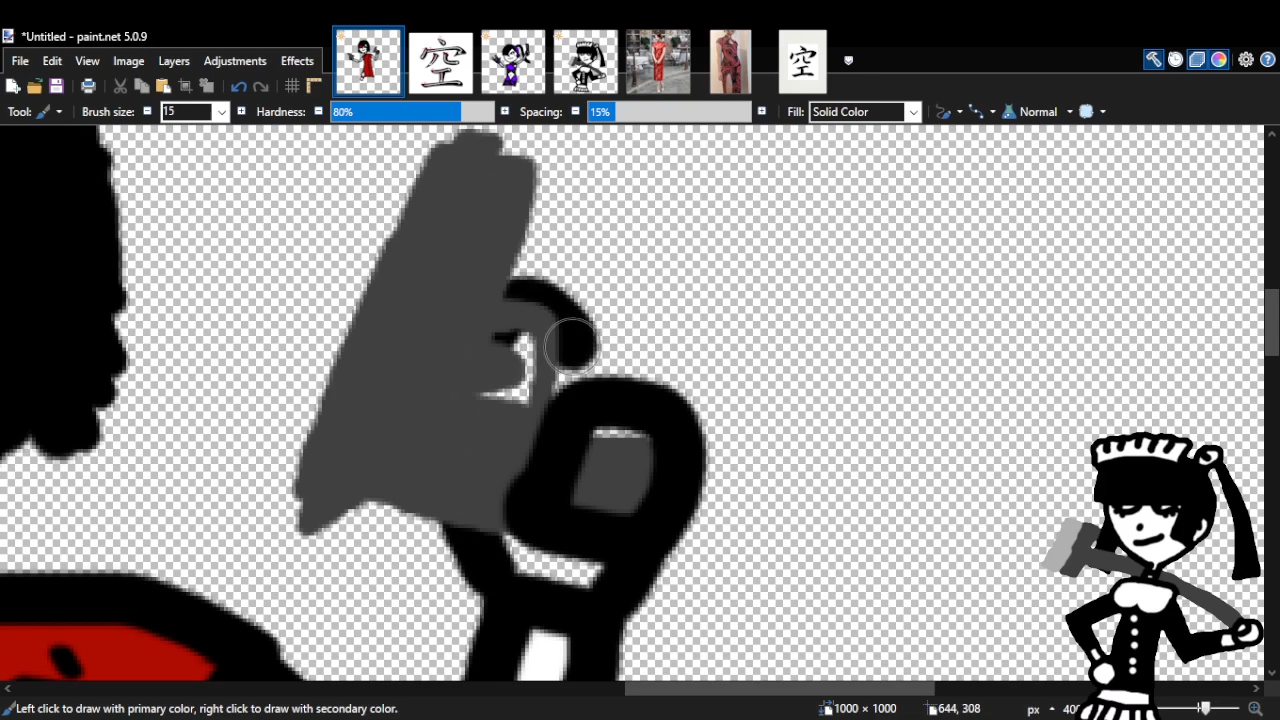 *Untitled - paint.net 5.0.9
File Edit View Image Layers Adjustments Effects
空
空
Tool: Brush size: 15 Hardness: 80% Spacing: 15% Fill: Solid Color Normal
Left click to draw with primary color, right click to draw with secondary color. 1000 × 1000 644, 308 px